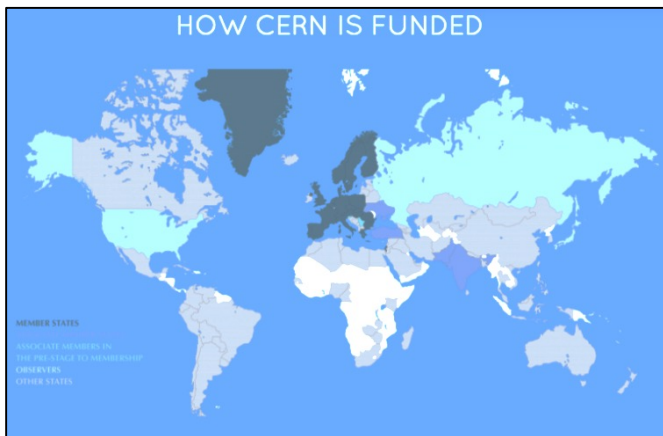 HOW CERN IS FUNDED
MEMBER STATES
ASSOCIATE MEMBERS IN
THE PRE-STAGE TO MEMBERSHIP
OBSERVERS
OTHER STATES